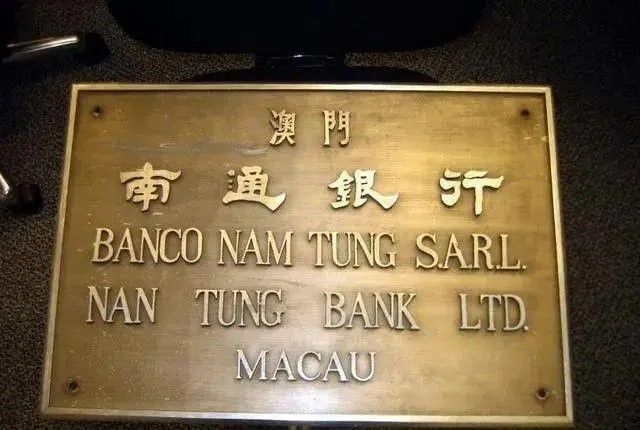 澳門
南通銀行
BANCO NAM TUNG S.A.R.L.
NAN TUNG BANK LTD.
MACAU